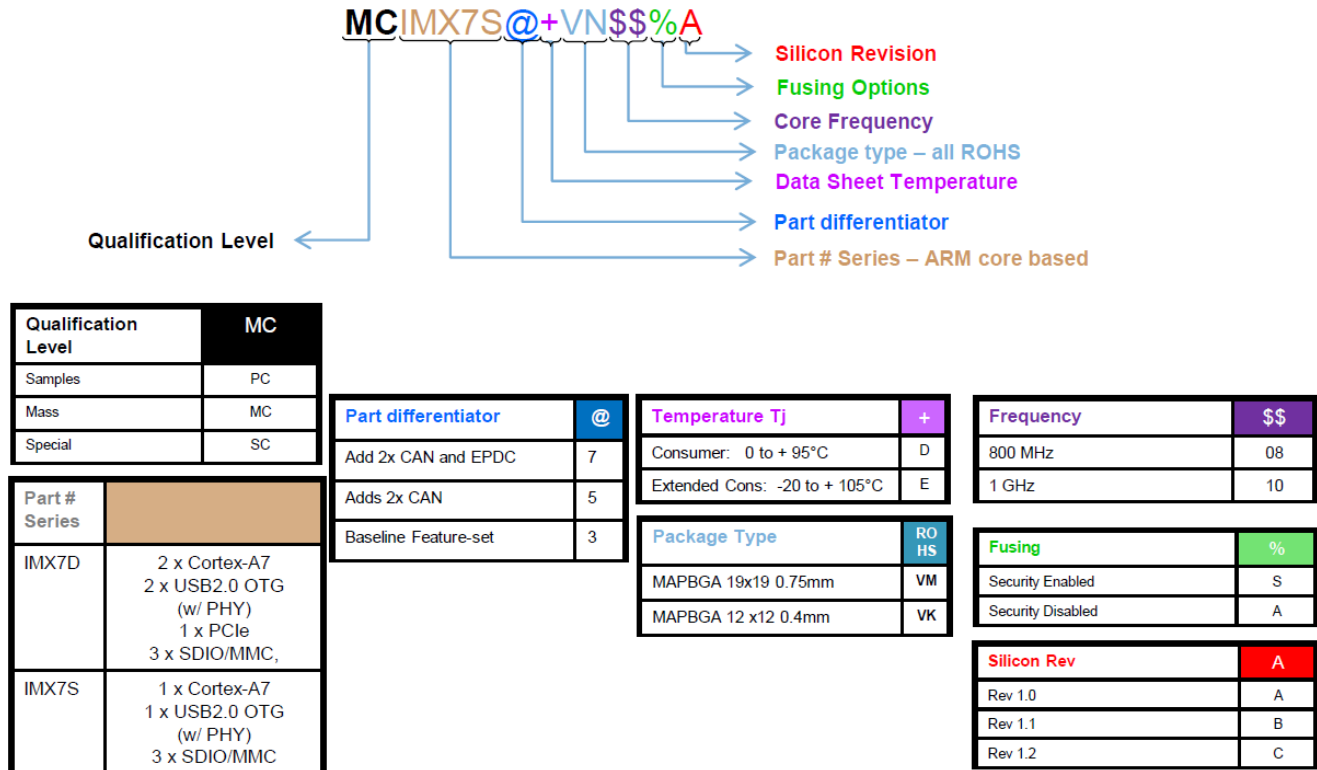 MCIMX7S@+VN$$%A
Silicon Revision
Fusing Options
Core Frequency
Package type – all ROHS
Data Sheet Temperature
Part differentiator
Qualification Level
Part # Series – ARM core based
Qualification Level MC
Samples PC
Mass MC
Special SC
Part # Series
IMX7D
2 x Cortex-A7
2 x USB2.0 OTG
(w/ PHY)
1 x PCIe
3 x SDIO/MMC,
IMX7S
1 x Cortex-A7
1 x USB2.0 OTG
(w/ PHY)
3 x SDIO/MMC
Part differentiator @
Add 2x CAN and EPDC 7
Adds 2x CAN 5
Baseline Feature-set 3
Temperature Tj +
Consumer: 0 to + 95°C D
Extended Cons: -20 to + 105°C E
Package Type ROHS
MAPBGA 19x19 0.75mm VM
MAPBGA 12 x12 0.4mm VK
Frequency $$
800 MHz 08
1 GHz 10
Fusing %
Security Enabled S
Security Disabled A
Silicon Rev A
Rev 1.0 A
Rev 1.1 B
Rev 1.2 C